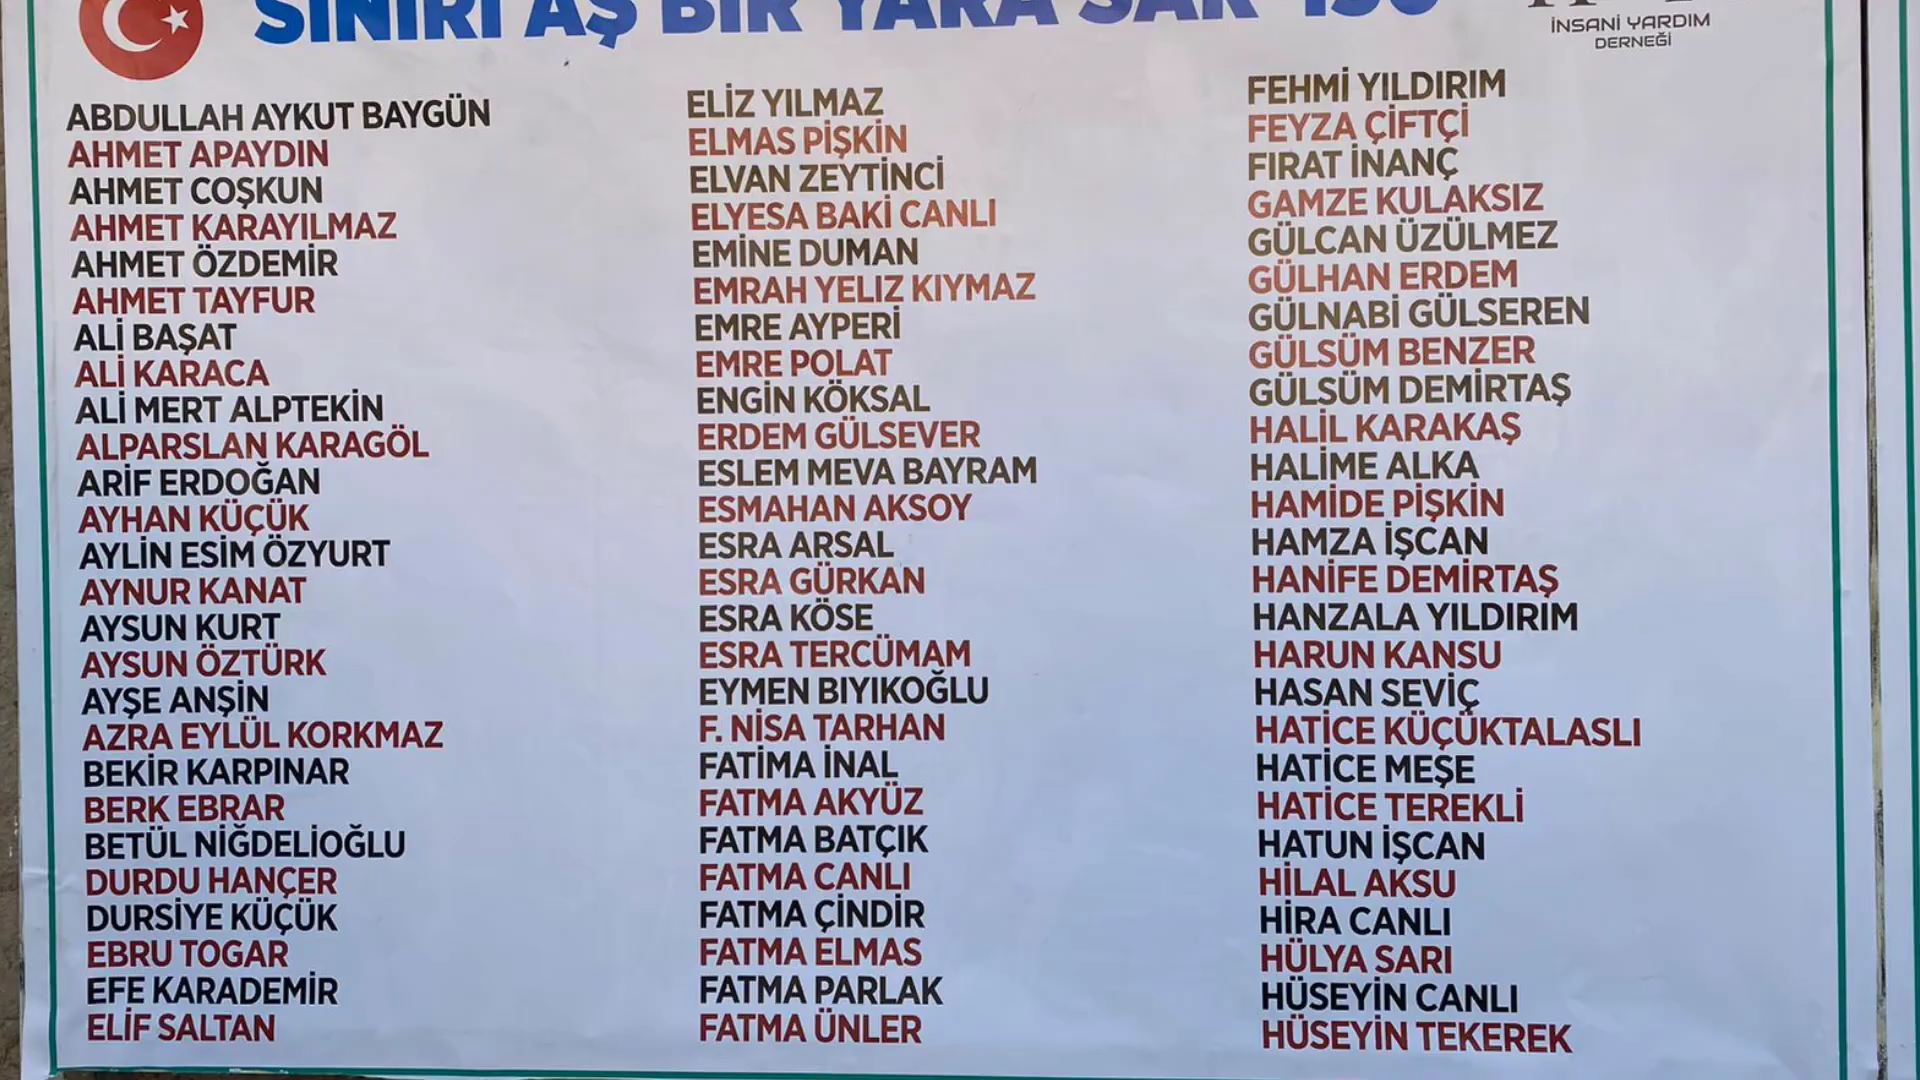 SINIRI AŞ BİR YARA SAR
İNSANİ YARDIM
DERNEĞİ
ABDULLAH AYKUT BAYGÜN
AHMET APAYDIN
AHMET COŞKUN
AHMET KARAYILMAZ
AHMET ÖZDEMİR
AHMET TAYFUR
ALİ BAŞAT
ALİ KARACA
ALİ MERT ALPTEKİN
ALPARSLAN KARAGÖL
ARİF ERDOĞAN
AYHAN KÜÇÜK
AYLİN ESİM ÖZYURT
AYNUR KANAT
AYSUN KURT
AYSUN ÖZTÜRK
AYŞE ANŞİN
AZRA EYLÜL KORKMAZ
BEKİR KARPINAR
BERK EBRAR
BETÜL NİĞDELİOĞLU
DURDU HANÇER
DURSİYE KÜÇÜK
EBRU TOGAR
EFE KARADEMİR
ELİF SALTAN
ELİZ YILMAZ
ELMAS PİŞKİN
ELVAN ZEYTİNCİ
ELYESA BAKİ CANLI
EMİNE DUMAN
EMRAH YELIZ KIYMAZ
EMRE AYPERİ
EMRE POLAT
ENGİN KÖKSAL
ERDEM GÜLSEVER
ESLEM MEVA BAYRAM
ESMAHAN AKSOY
ESRA ARSAL
ESRA GÜRKAN
ESRA KÖSE
ESRA TERCÜMAM
EYMEN BIYIKOĞLU
F. NİSA TARHAN
FATİMA İNAL
FATMA AKYÜZ
FATMA BATÇIK
FATMA CANLI
FATMA ÇİNDİR
FATMA ELMAS
FATMA PARLAK
FATMA ÜNLER
FEHMİ YILDIRIM
FEYZA ÇİFTÇİ
FIRAT İNANÇ
GAMZE KULAKSIZ
GÜLCAN ÜZÜLMEZ
GÜLHAN ERDEM
GÜLNABİ GÜLSEREN
GÜLSÜM BENZER
GÜLSÜM DEMİRTAŞ
HALİL KARAKAŞ
HALİME ALKA
HAMİDE PİŞKİN
HAMZA İŞCAN
HANİFE DEMİRTAŞ
HANZALA YILDIRIM
HARUN KANSU
HASAN SEVİÇ
HATİCE KÜÇÜKTALASLI
HATİCE MEŞE
HATİCE TEREKLİ
HATUN İŞCAN
HİLAL AKSU
HİRA CANLI
HÜLYA SARI
HÜSEYİN CANLI
HÜSEYİN TEKEREK